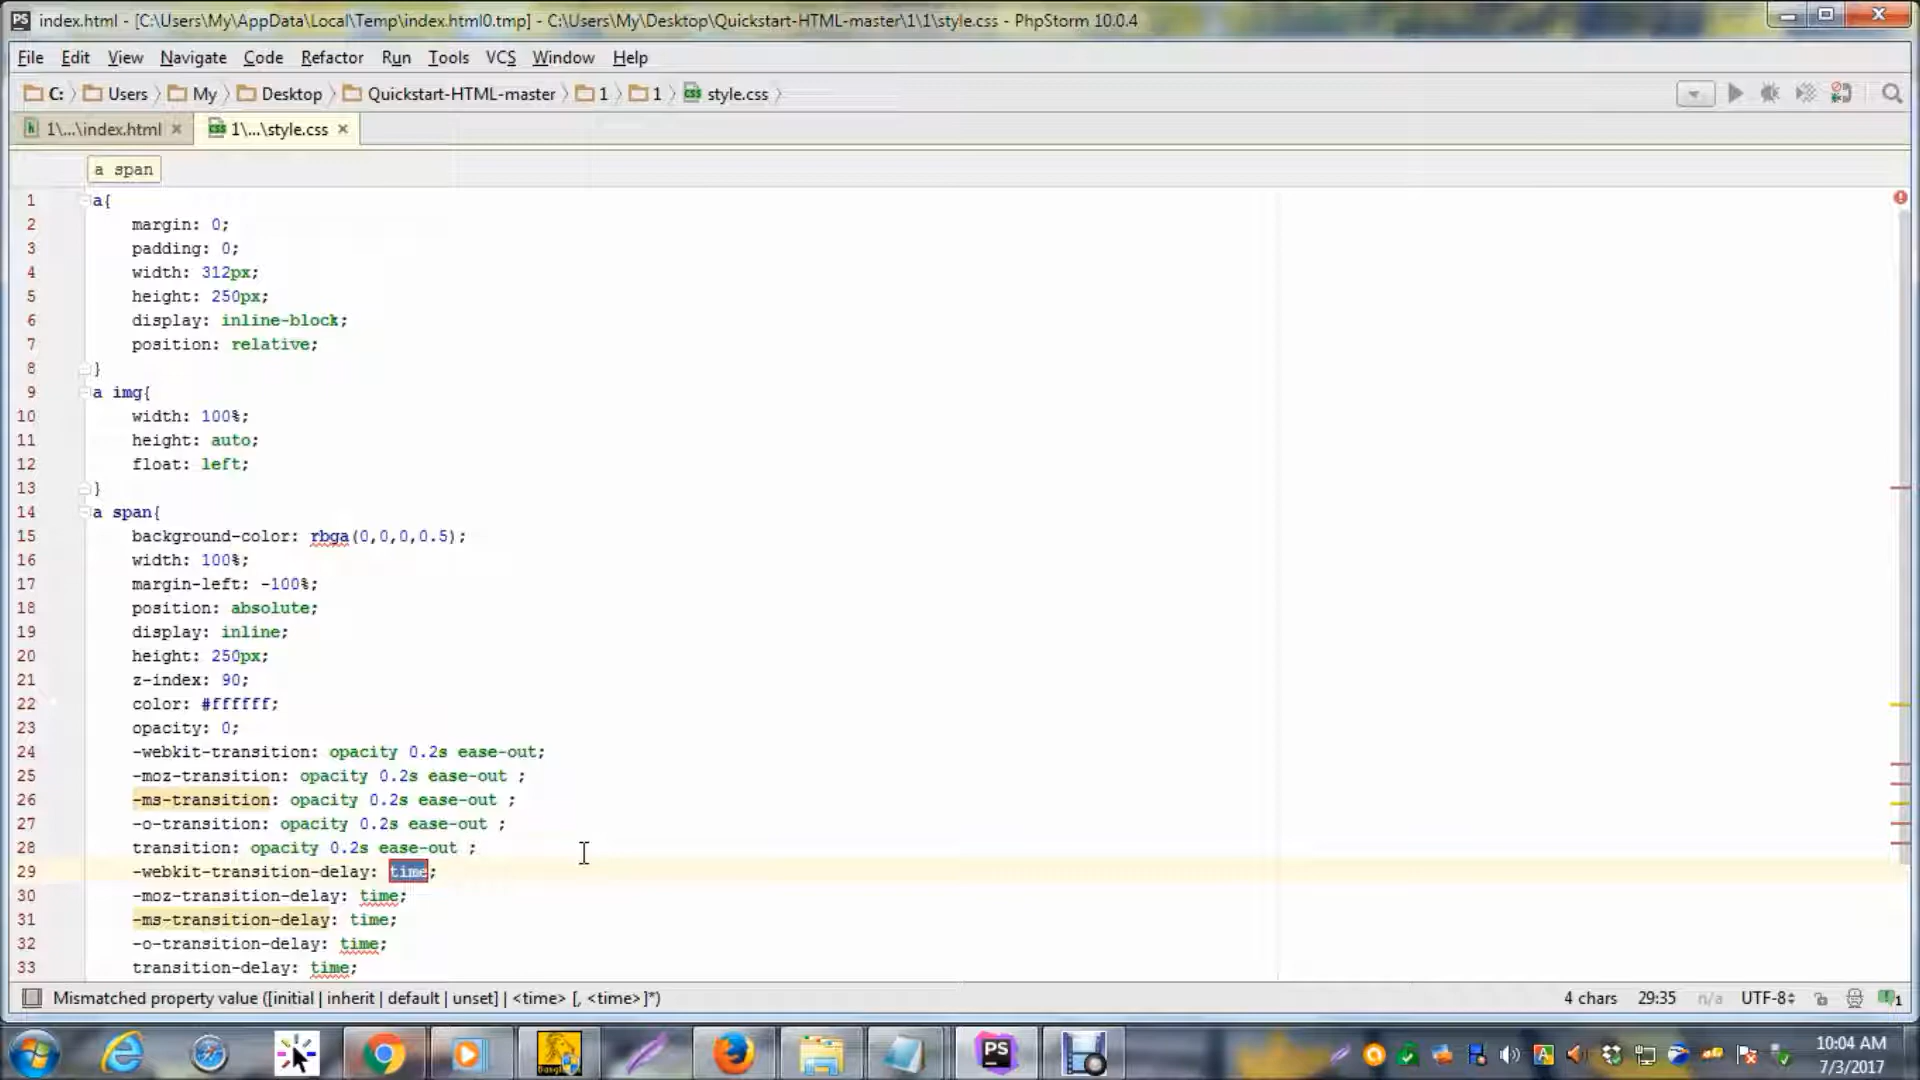 index.html - [C:\Users\My\AppData\Local\Temp\index.html0.tmp] - C:\Users\My\Desktop\Quickstart-HTML-master\1\1\style.css - PhpStorm 10.0.4
File Edit View Navigate Code Refactor Run Tools VCS Window Help
C: Users My Desktop Quickstart-HTML-master 1 1 style.css
1\...\index.html 1\...\style.css
a span
1 a{
2 margin: 0;
3 padding: 0;
4 width: 312px;
5 height: 250px;
6 display: inline-block;
7 position: relative;
8 }
9 a img{
10 width: 100%;
11 height: auto;
12 float: left;
13 }
14 a span{
15 background-color: rbga(0,0,0,0.5);
16 width: 100%;
17 margin-left: -100%;
18 position: absolute;
19 display: inline;
20 height: 250px;
21 z-index: 90;
22 color: #ffffff;
23 opacity: 0;
24 -webkit-transition: opacity 0.2s ease-out;
25 -moz-transition: opacity 0.2s ease-out ;
26 -ms-transition: opacity 0.2s ease-out ;
27 -o-transition: opacity 0.2s ease-out ;
28 transition: opacity 0.2s ease-out ;
29 -webkit-transition-delay: time;
30 -moz-transition-delay: time;
31 -ms-transition-delay: time;
32 -o-transition-delay: time;
33 transition-delay: time;
Mismatched property value ([initial | inherit | default | unset] | <time> [, <time>]*) 4 chars 29:35 n/a UTF-8
10:04 AM
7/3/2017